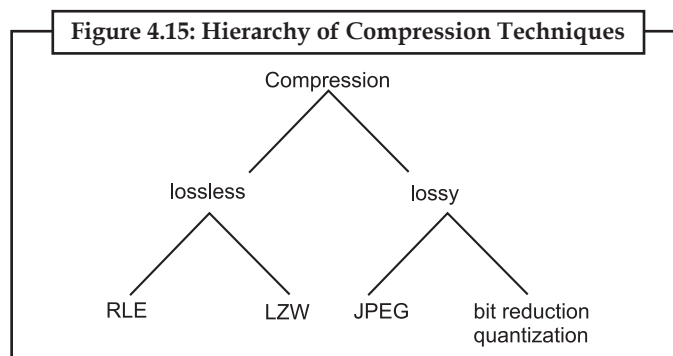 Figure 4.15: Hierarchy of Compression Techniques
Compression
lossless lossy
RLE LZW JPEG bit reduction
quantization